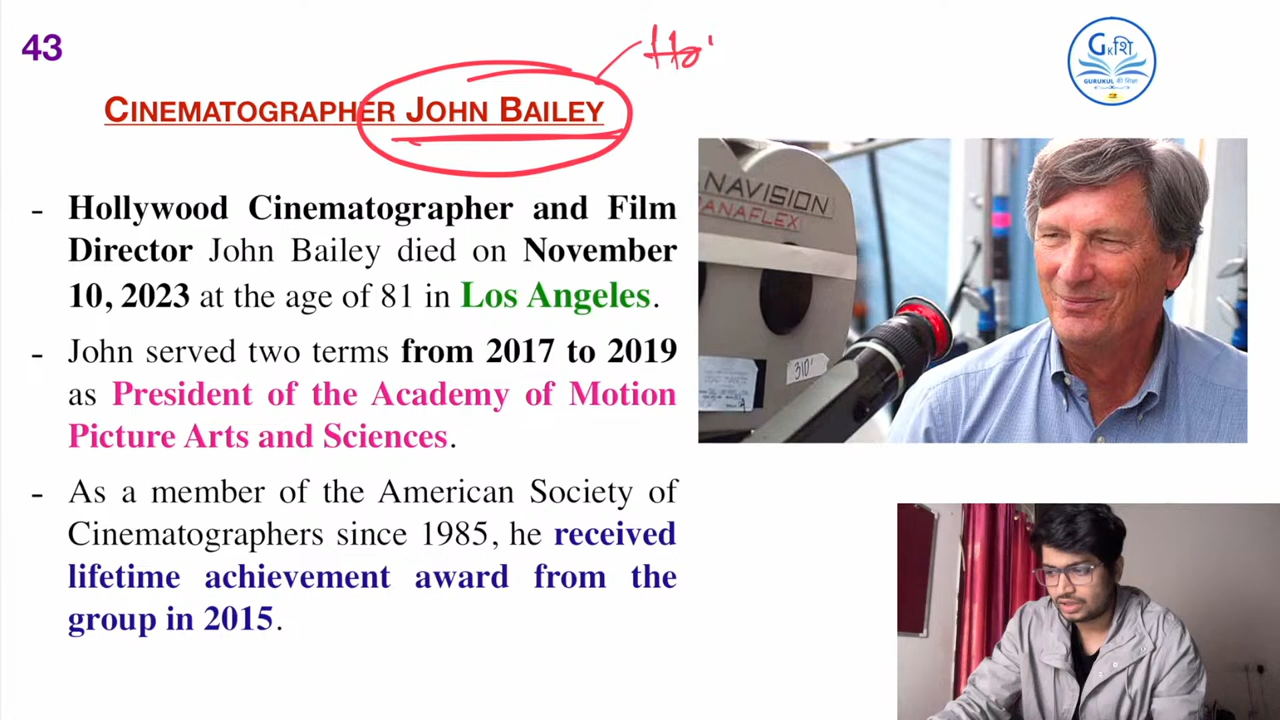 43
Ho
GKशि
GURUKUL की शिक्षा
CINEMATOGRAPHER JOHN BAILEY
- Hollywood Cinematographer and Film
Director John Bailey died on November
10, 2023 at the age of 81 in Los Angeles.
- John served two terms from 2017 to 2019
as President of the Academy of Motion
Picture Arts and Sciences.
- As a member of the American Society of
Cinematographers since 1985, he received
lifetime achievement award from the
group in 2015.
NAVISION
ANAFLEX
310'